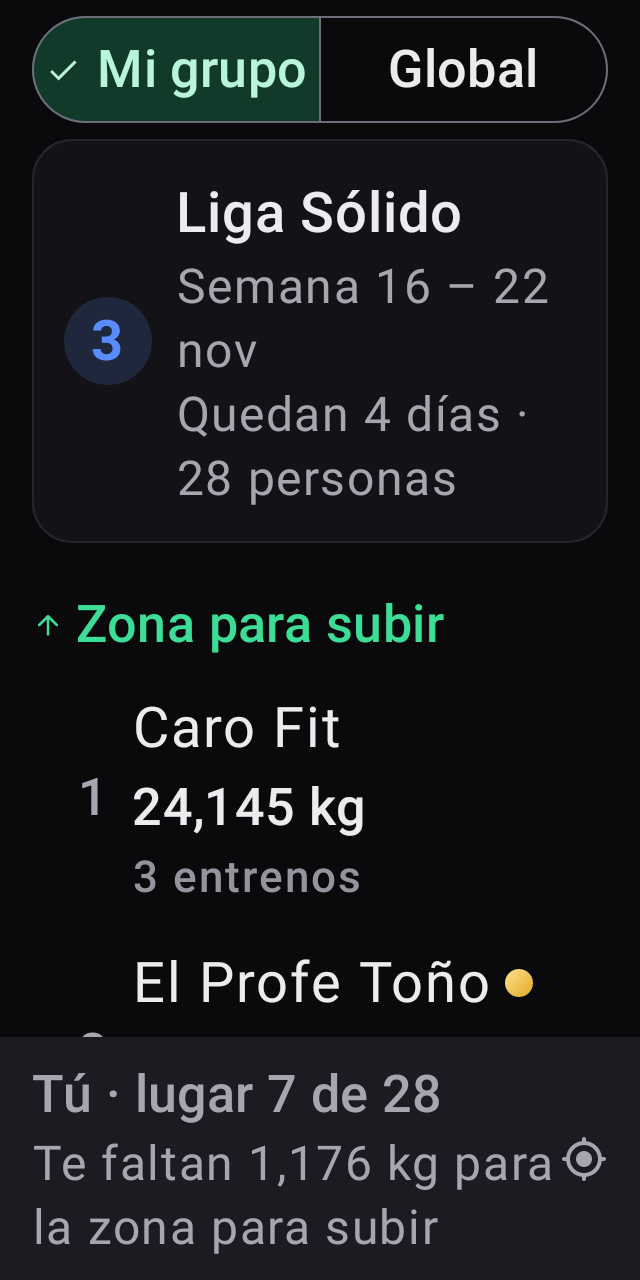 Mi grupo
Global
Liga Sólido
Semana 16 – 22
nov
Quedan 4 días ·
28 personas
3
Zona para subir
Caro Fit
1
24,145 kg
3 entrenos
El Profe Toño
Tú · lugar 7 de 28
Te faltan 1,176 kg para
la zona para subir